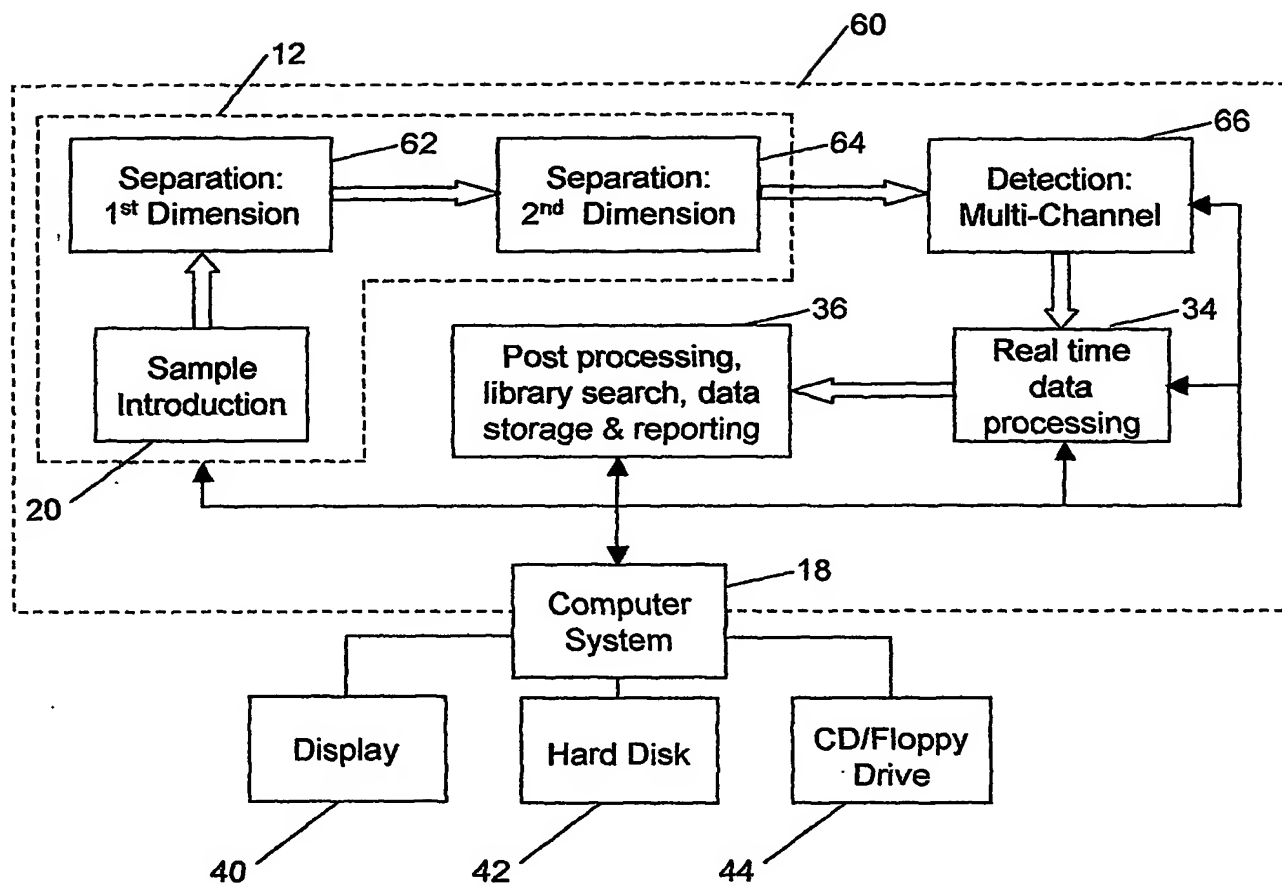 12
60
62
64
66
Separation:
1st Dimension
Separation:
2nd Dimension
Detection:
Multi-Channel
36
34
Sample
Introduction
Post processing,
library search, data
storage & reporting
Real time
data
processing
20
18
Computer
System
Display
Hard Disk
CD/Floppy
Drive
40
42
44